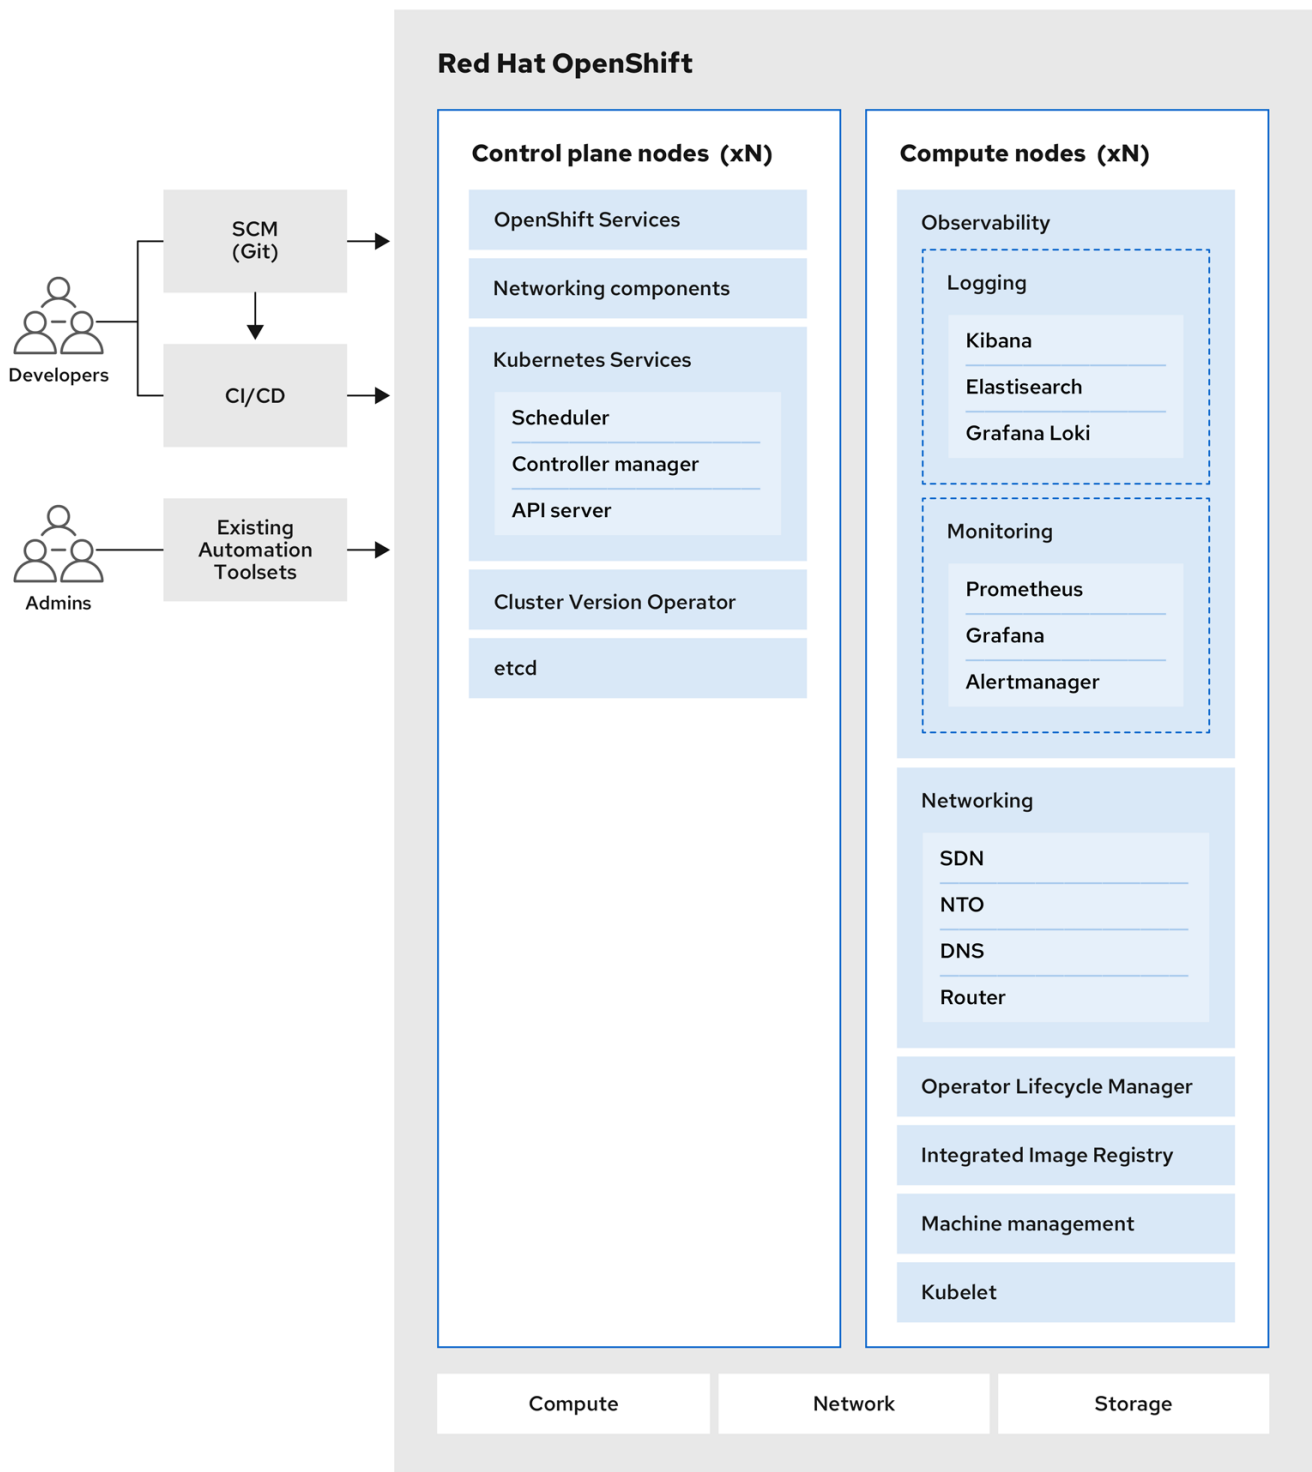 Red Hat OpenShift
Developers
SCM
(Git)
CI/CD
Admins
Existing
Automation
Toolsets
Control plane nodes (xN)
OpenShift Services
Networking components
Kubernetes Services
Scheduler
Controller manager
API server
Cluster Version Operator
etcd
Compute nodes (xN)
Observability
Logging
Kibana
Elastisearch
Grafana Loki
Monitoring
Prometheus
Grafana
Alertmanager
Networking
SDN
NTO
DNS
Router
Operator Lifecycle Manager
Integrated Image Registry
Machine management
Kubelet
Compute
Network
Storage